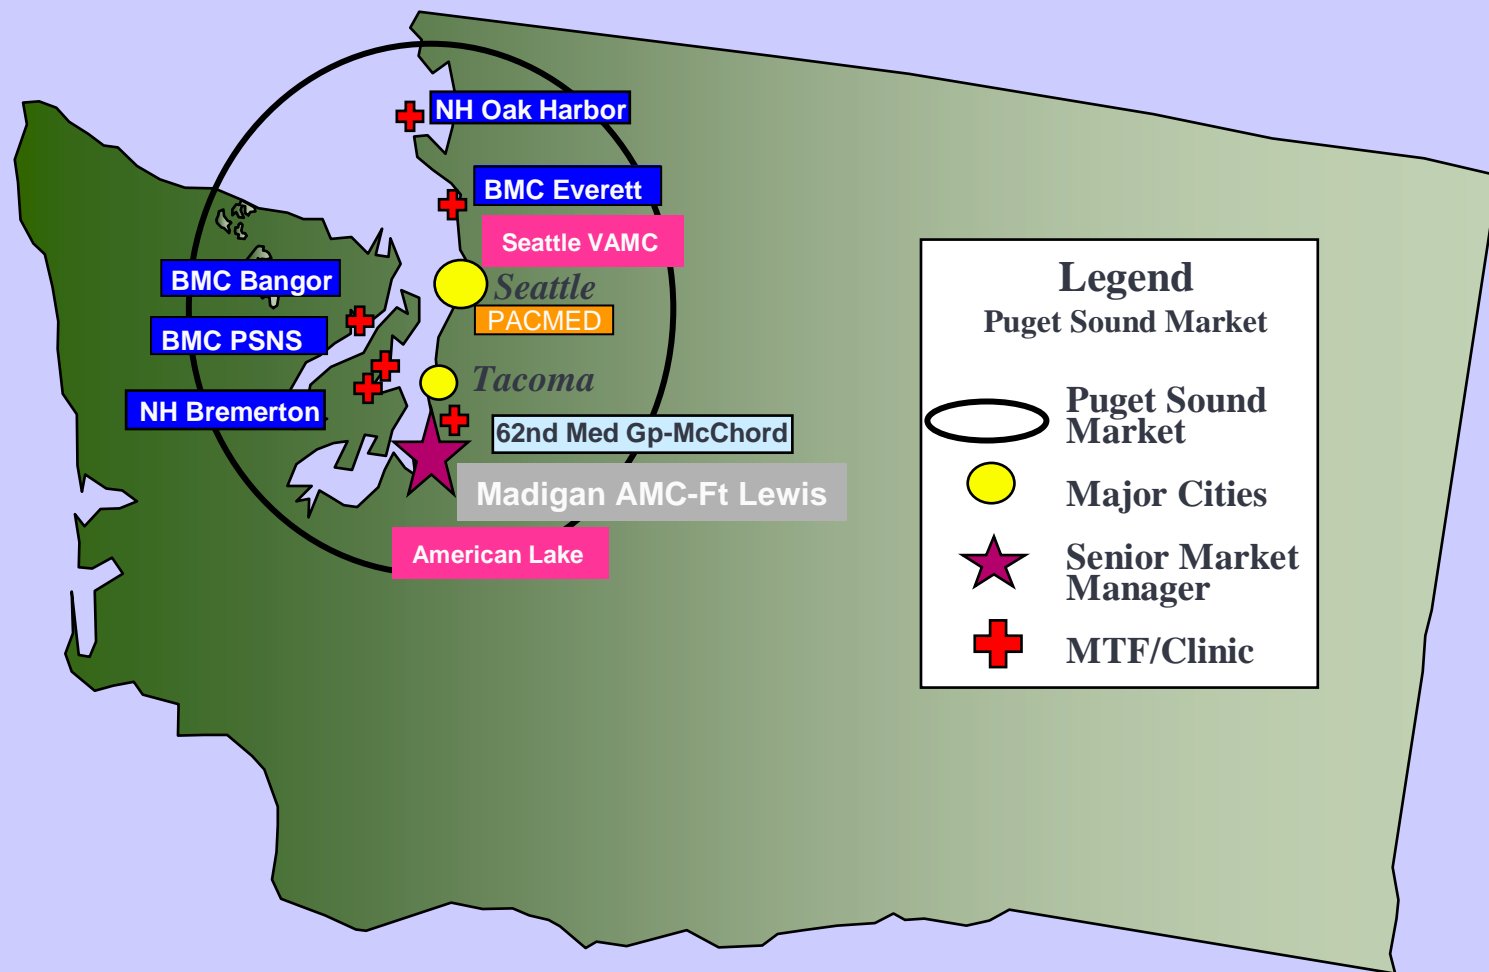 NH Oak Harbor
BMC Everett
Seattle VAMC
BMC Bangor
Seattle
PACMED
BMC PSNS
Tacoma
NH Bremerton
62nd Med Gp-McChord
Madigan AMC-Ft Lewis
American Lake
Legend
Puget Sound Market
Puget Sound
Market
Major Cities
Senior Market
Manager
MTF/Clinic